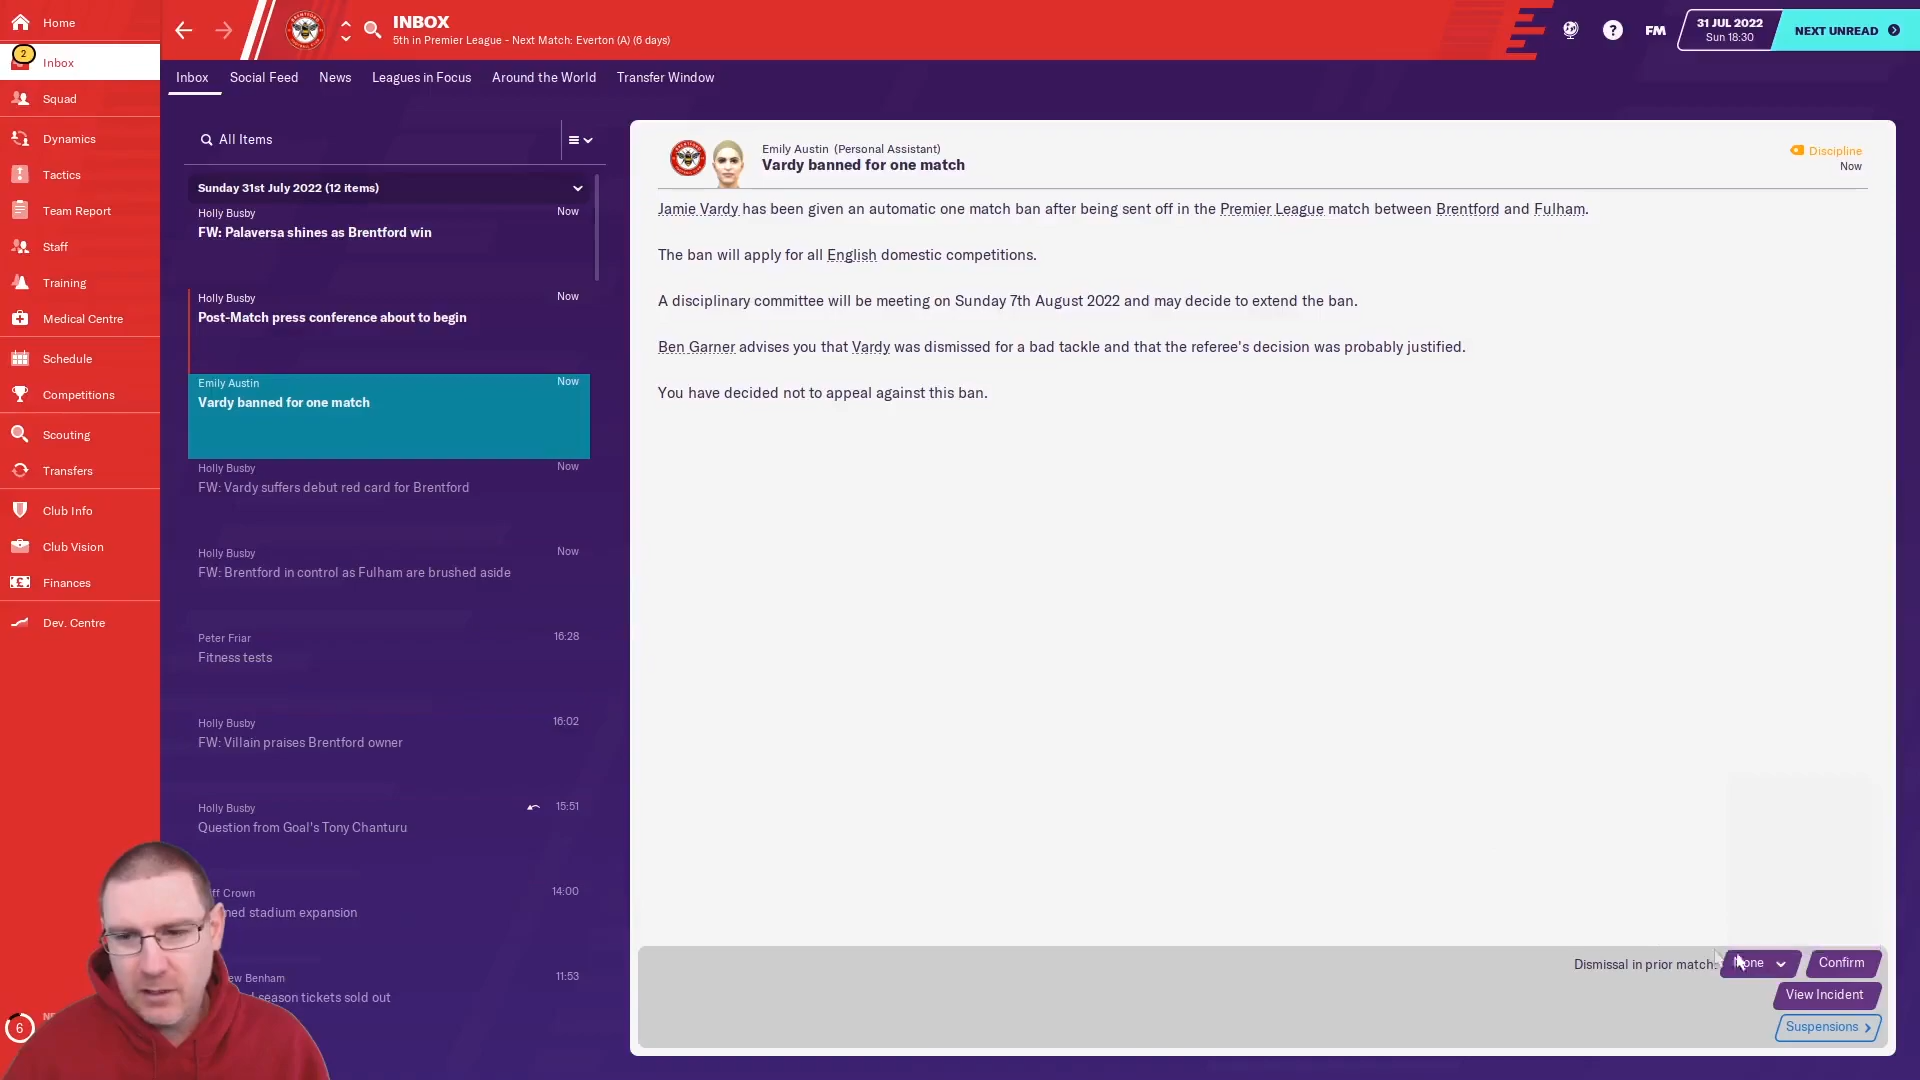 Home
2
Inbox
Squad
Dynamics
Tactics
Team Report
Staff
Training
Medical Centre
Schedule
Competitions
Scouting
Transfers
Club Info
Club Vision
Finances
Dev. Centre
6
INBOX
5th in Premier League - Next Match: Everton (A) (6 days)
FM
31 JUL 2022
Sun 18:30
NEXT UNREAD
Inbox Social Feed News Leagues in Focus Around the World Transfer Window
All Items
Sunday 31st July 2022 (12 items)
Holly Busby Now
FW: Palaversa shines as Brentford win
Holly Busby Now
Post-Match press conference about to begin
Emily Austin Now
Vardy banned for one match
Holly Busby Now
FW: Vardy suffers debut red card for Brentford
Holly Busby Now
FW: Brentford in control as Fulham are brushed aside
Peter Friar 16:28
Fitness tests
Holly Busby 16:02
FW: Villain praises Brentford owner
Holly Busby 15:51
Question from Goal's Tony Chanturu
Crown 14:00
stadium expansion
Benham 11:53
season tickets sold out
Emily Austin (Personal Assistant)
Vardy banned for one match
Discipline
Now
Jamie Vardy has been given an automatic one match ban after being sent off in the Premier League match between Brentford and Fulham.
The ban will apply for all English domestic competitions.
A disciplinary committee will be meeting on Sunday 7th August 2022 and may decide to extend the ban.
Ben Garner advises you that Vardy was dismissed for a bad tackle and that the referee's decision was probably justified.
You have decided not to appeal against this ban.
Dismissal in prior match: None Confirm
View Incident
Suspensions